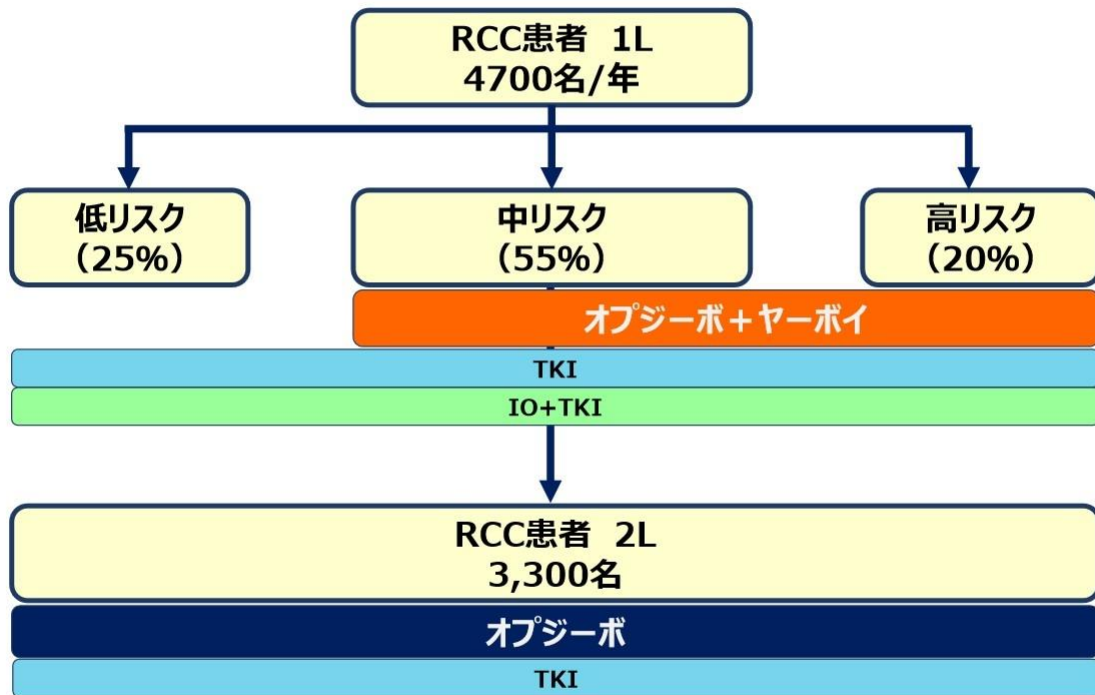 RCC患者 1L
4700名/年
低リスク
（25%）
中リスク
（55%）
高リスク
（20%）
オプジーボ＋ヤーボイ
TKI
IO+TKI
RCC患者 2L
3,300名
オプジーボ
TKI